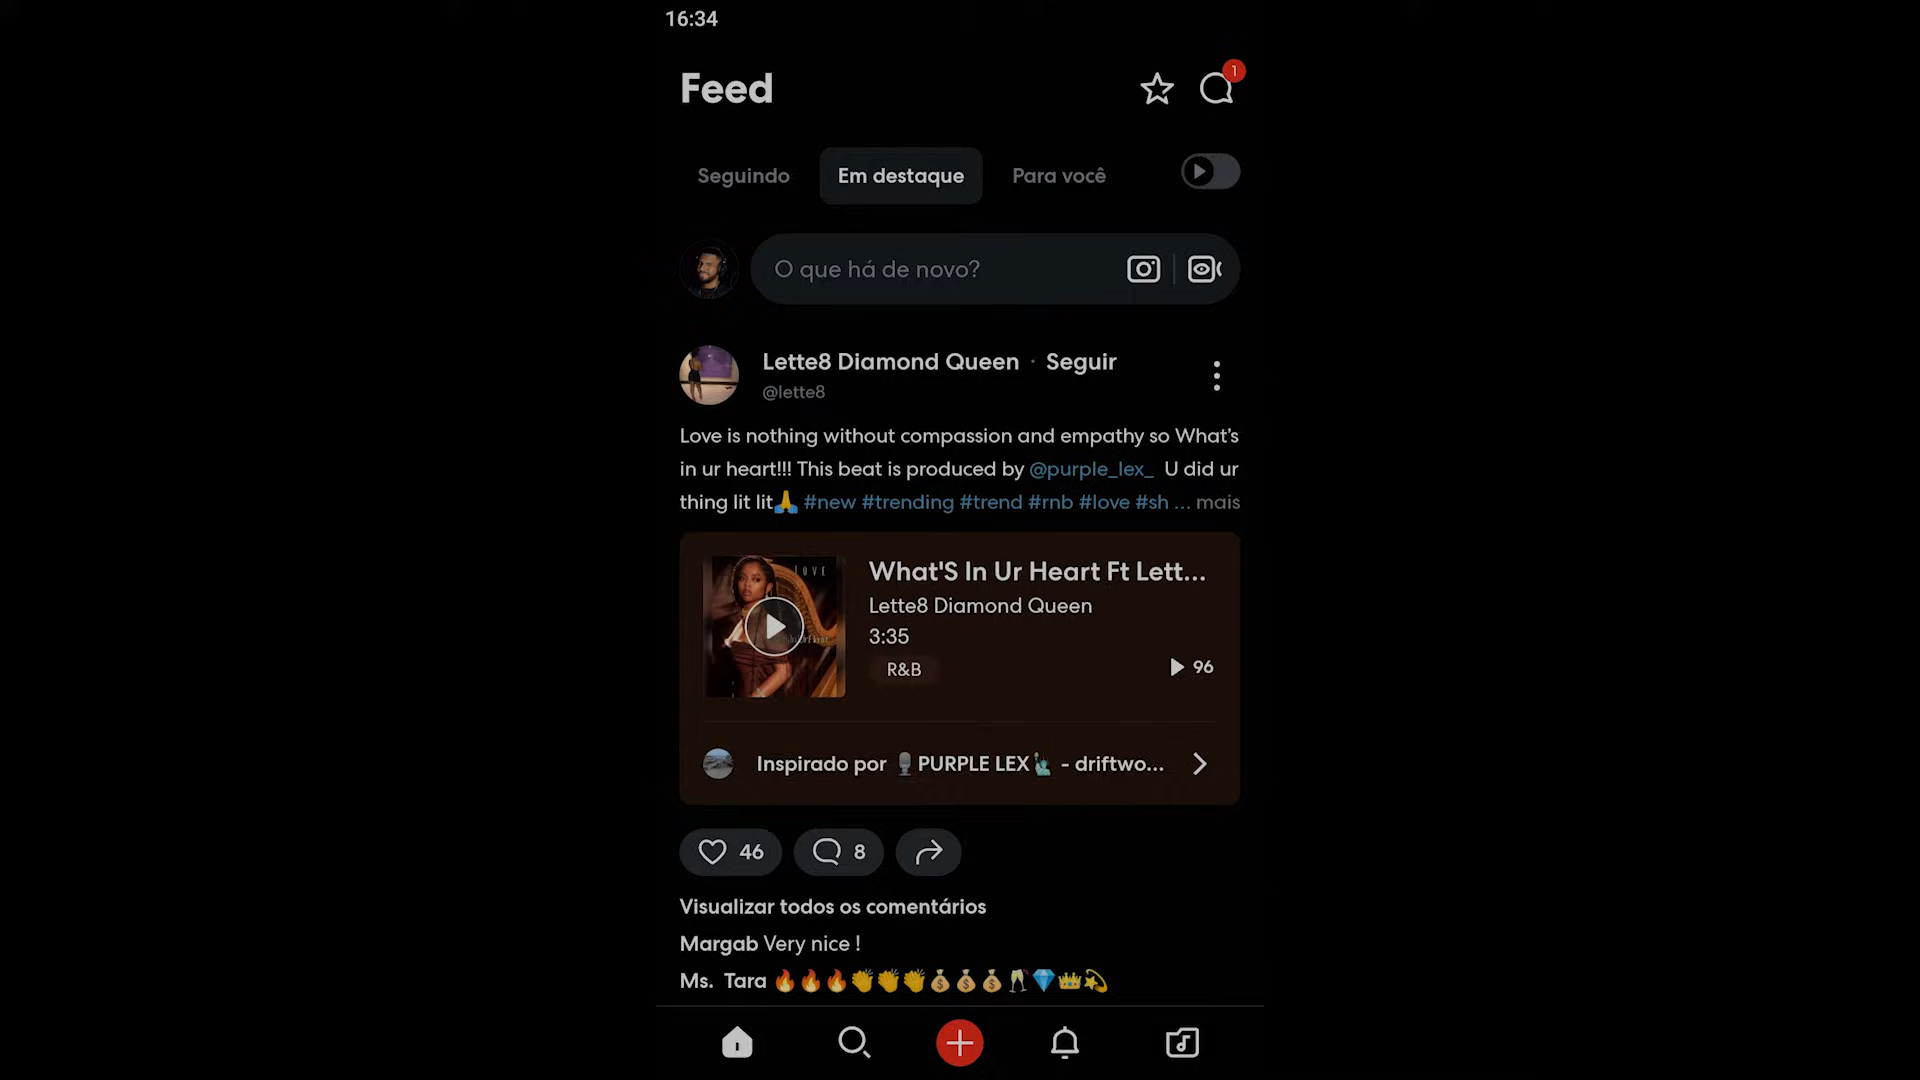 16:34
Feed
1
Seguindo
Em destaque
Para você
O que há de novo?
Lette8 Diamond Queen · Seguir
@lette8
Love is nothing without compassion and empathy so What's
in ur heart!!! This beat is produced by @purple_lex_ U did ur
thing lit lit🙏 #new #trending #trend #rnb #love #sh ... mais
LOVE
What'S In Ur Heart Ft Lett...
Lette8 Diamond Queen
3:35
R&B
96
Inspirado por 🎙️PURPLE LEX🗽 - driftwo...
46
8
Visualizar todos os comentários
Margab Very nice !
Ms. Tara 🔥🔥🔥👏👏👏💰💰💰🥂💎👑💫